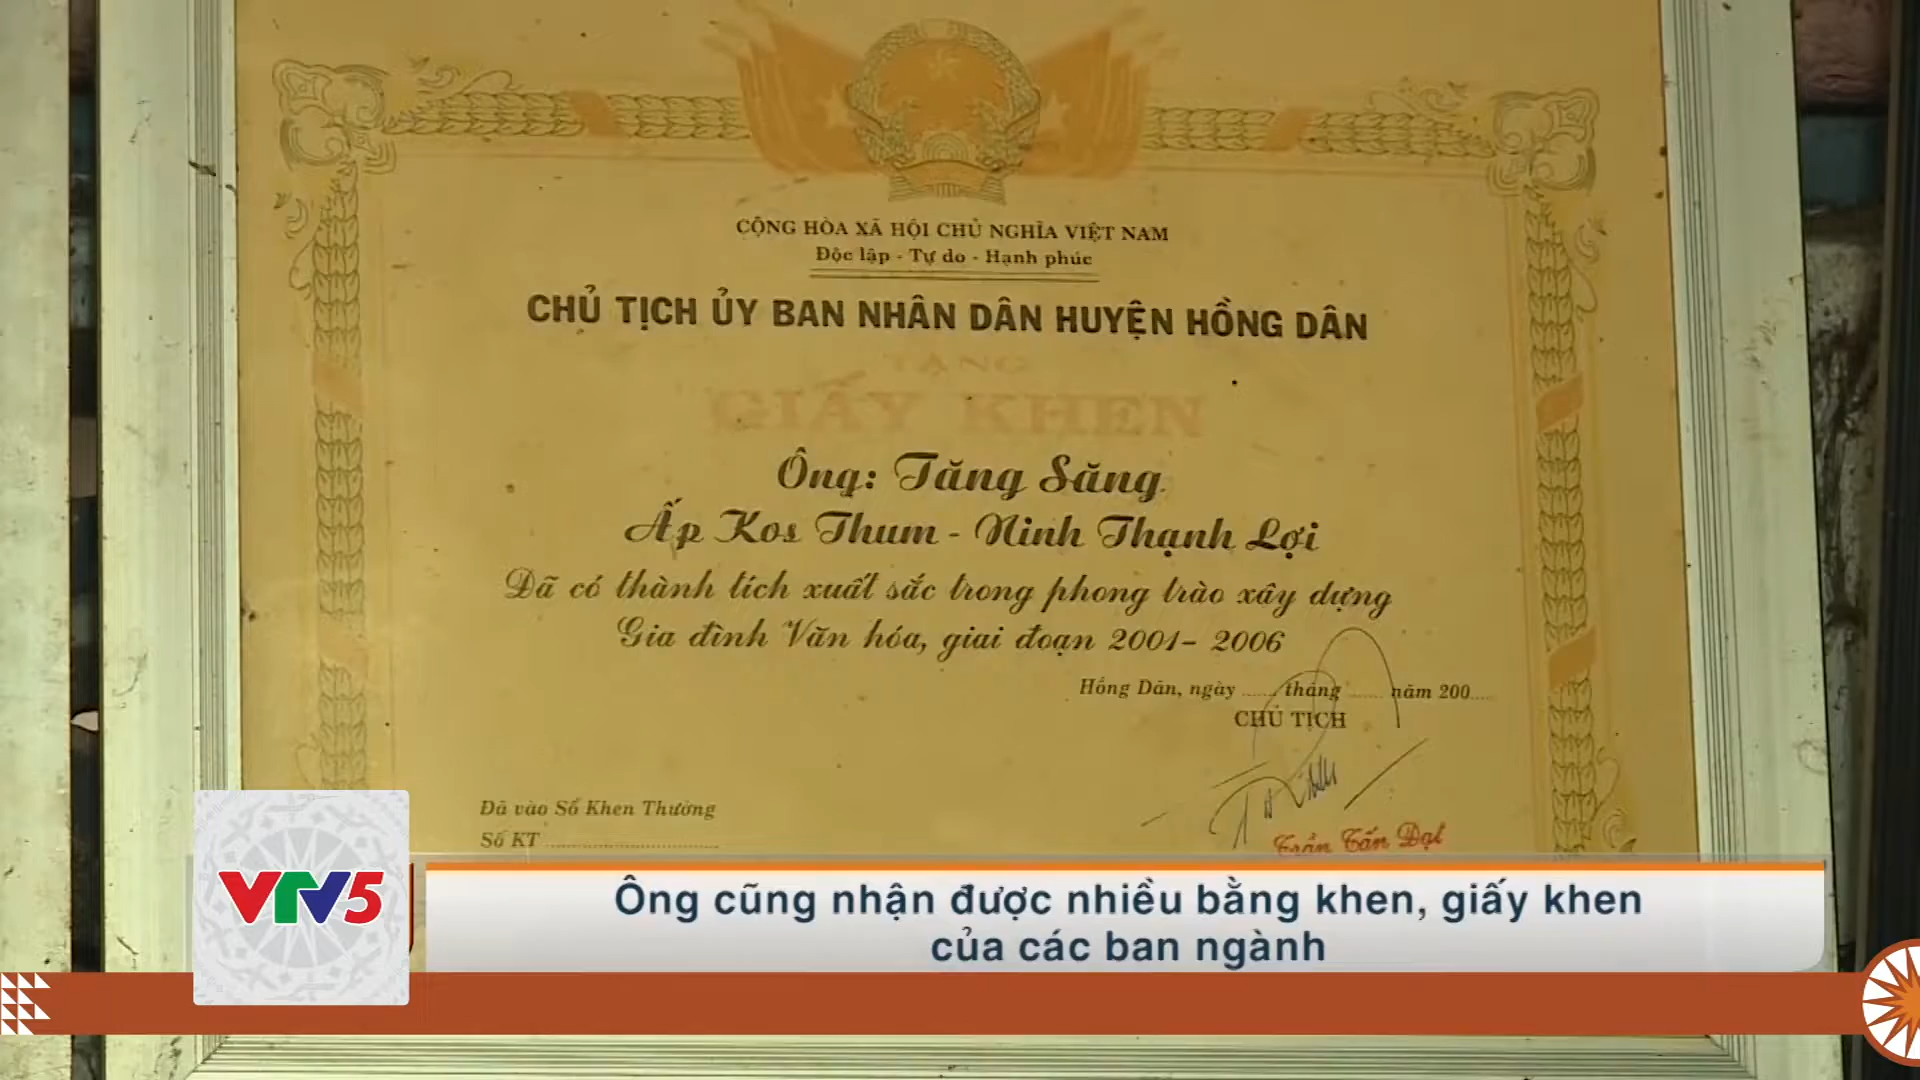 CỘNG HÒA XÃ HỘI CHỦ NGHĨA VIỆT NAM
Độc lập - Tự do - Hạnh phúc
CHỦ TỊCH ỦY BAN NHÂN DÂN HUYỆN HỒNG DÂN
TẶNG
GIẤY KHEN
Ông: Tăng Săng
Ấp Kos Thum - Ninh Thạnh Lợi
Đã có thành tích xuất sắc trong phong trào xây dựng
Gia đình Văn hóa, giai đoạn 2001- 2006
Hồng Dân, ngày ...... tháng ...... năm 200....
CHỦ TỊCH
Đã vào Sổ Khen Thưởng
Số KT ..............................
Trần Tấn Đạt
VTV5
Ông cũng nhận được nhiều bằng khen, giấy khen
của các ban ngành